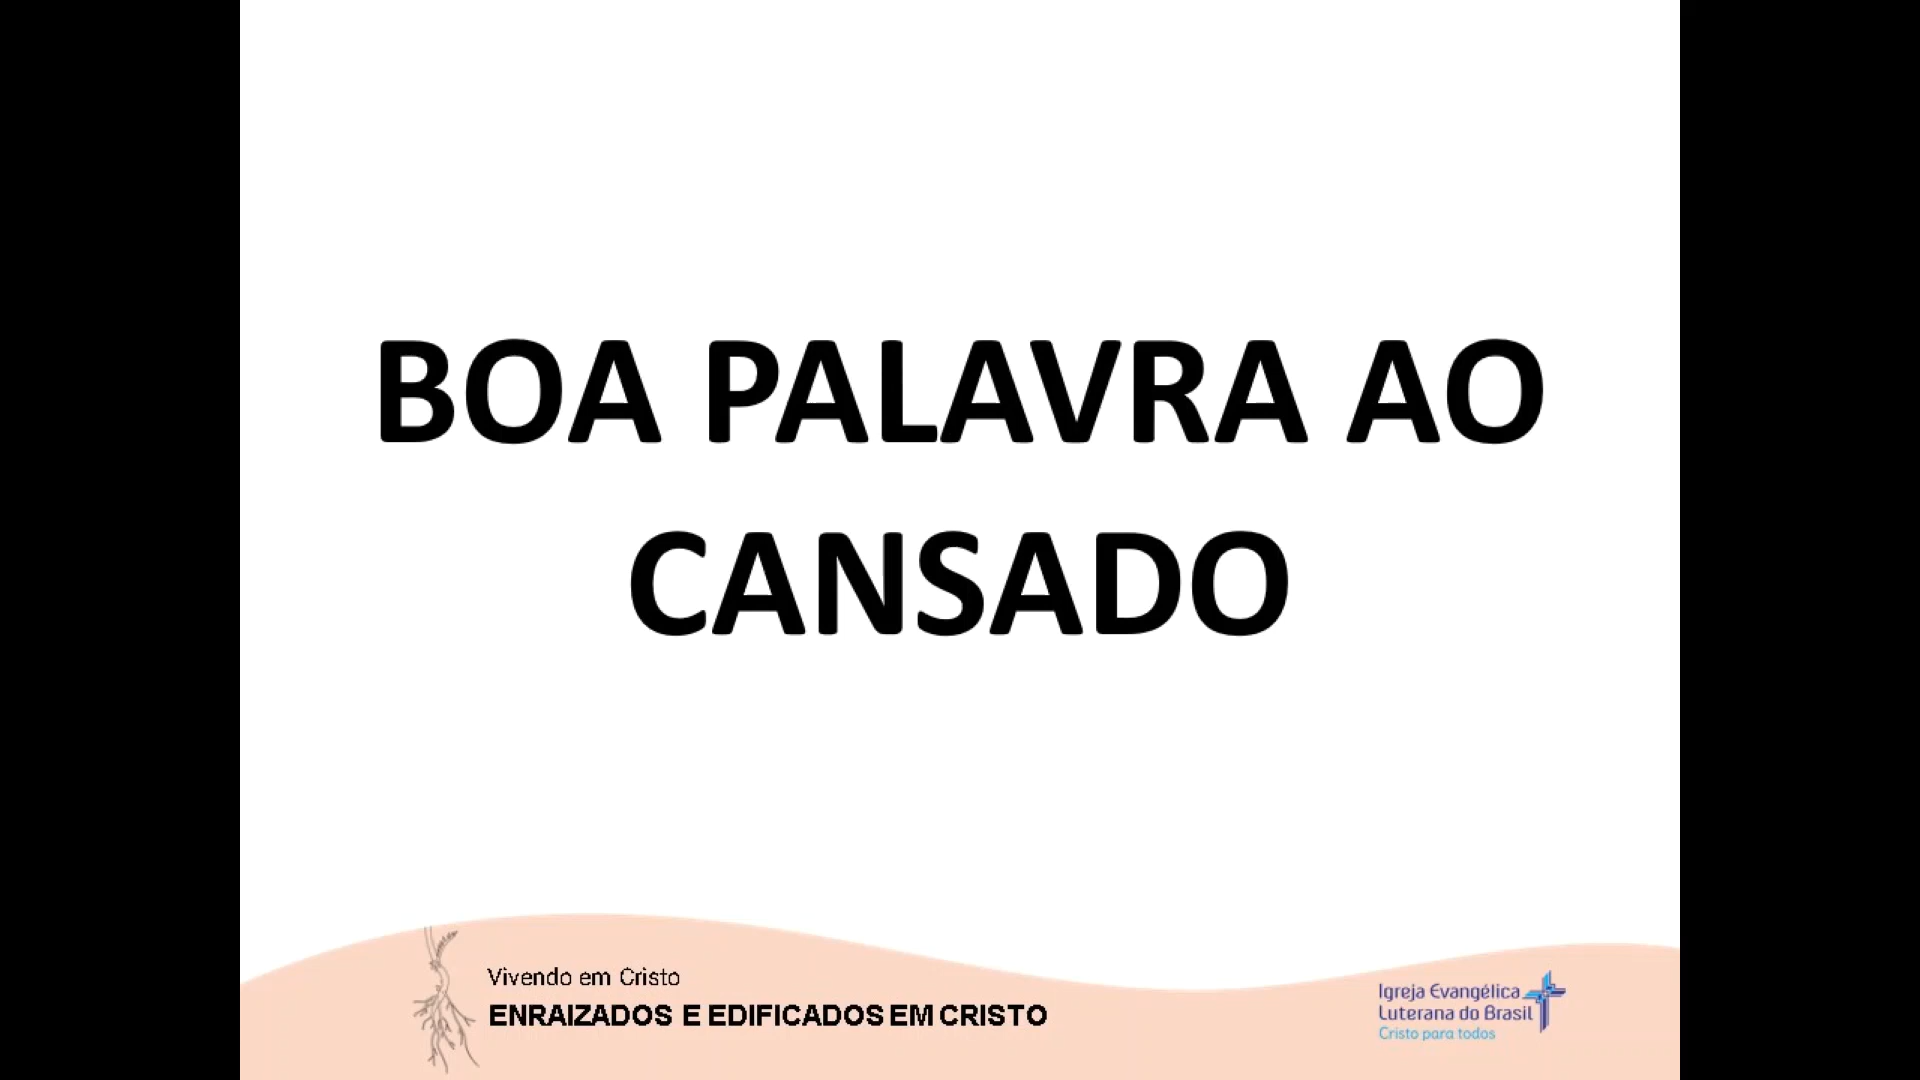 BOA PALAVRA AO
CANSADO
Vivendo em Cristo
ENRAIZADOS E EDIFICADOS EM CRISTO
Igreja Evangélica
Luterana do Brasil
Cristo para todos